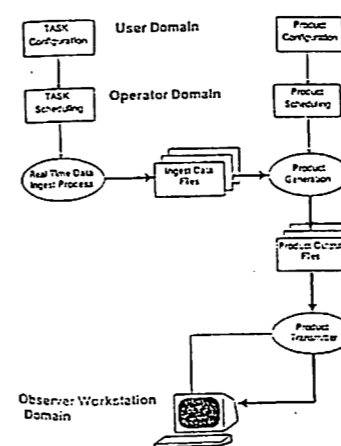 TASK
Configuration
User Domain
Product
Configuration
TASK
Scheduling
Operator Domain
Product
Scheduling
Real Time Data
Ingest Process
Ingest Data
Files
Product
Generation
Product Output
Files
Product
Transmitter
Observer Workstation
Domain